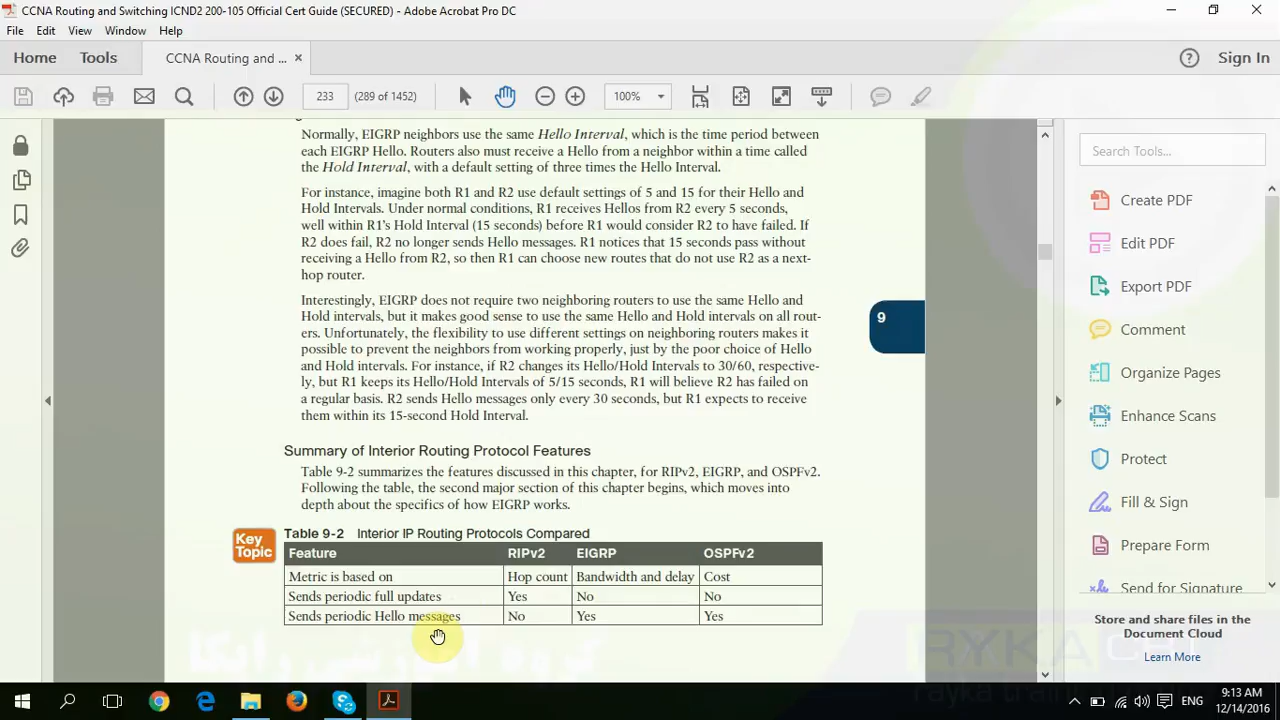 CCNA Routing and Switching ICND2 200-105 Official Cert Guide (SECURED) - Adobe Acrobat Pro DC
File Edit View Window Help
Home Tools CCNA Routing and ... × Sign In
233 (289 of 1452) 100%
Normally, EIGRP neighbors use the same Hello Interval, which is the time period between
each EIGRP Hello. Routers also must receive a Hello from a neighbor within a time called
the Hold Interval, with a default setting of three times the Hello Interval.
For instance, imagine both R1 and R2 use default settings of 5 and 15 for their Hello and
Hold Intervals. Under normal conditions, R1 receives Hellos from R2 every 5 seconds,
well within R1's Hold Interval (15 seconds) before R1 would consider R2 to have failed. If
R2 does fail, R2 no longer sends Hello messages. R1 notices that 15 seconds pass without
receiving a Hello from R2, so then R1 can choose new routes that do not use R2 as a next-
hop router.
Interestingly, EIGRP does not require two neighboring routers to use the same Hello and
Hold intervals, but it makes good sense to use the same Hello and Hold intervals on all rout-
ers. Unfortunately, the flexibility to use different settings on neighboring routers makes it
possible to prevent the neighbors from working properly, just by the poor choice of Hello
and Hold intervals. For instance, if R2 changes its Hello/Hold Intervals to 30/60, respective-
ly, but R1 keeps its Hello/Hold Intervals of 5/15 seconds, R1 will believe R2 has failed on
a regular basis. R2 sends Hello messages only every 30 seconds, but R1 expects to receive
them within its 15-second Hold Interval.
9
Summary of Interior Routing Protocol Features
Table 9-2 summarizes the features discussed in this chapter, for RIPv2, EIGRP, and OSPFv2.
Following the table, the second major section of this chapter begins, which moves into
depth about the specifics of how EIGRP works.
Key
Topic
Table 9-2 Interior IP Routing Protocols Compared
Feature RIPv2 EIGRP OSPFv2
Metric is based on Hop count Bandwidth and delay Cost
Sends periodic full updates Yes No No
Sends periodic Hello messages No Yes Yes
Search Tools...
Create PDF
Edit PDF
Export PDF
Comment
Organize Pages
Enhance Scans
Protect
Fill & Sign
Prepare Form
Send for Signature
Store and share files in the
Document Cloud
Learn More
RYKA
rayka
ENG
9:13 AM
12/14/2016